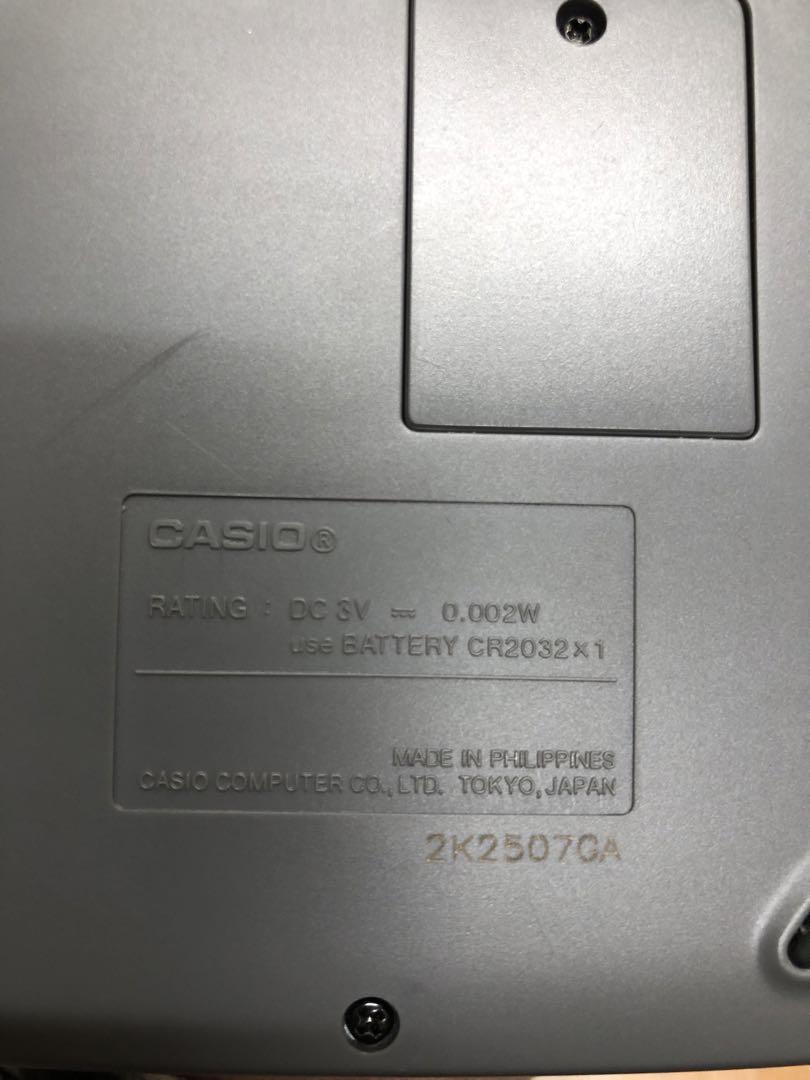 CASIO®
RATING : DC 3V ⎓ 0.002W
use BATTERY CR2032×1
MADE IN PHILIPPINES
CASIO COMPUTER CO., LTD. TOKYO, JAPAN
2K2507GA